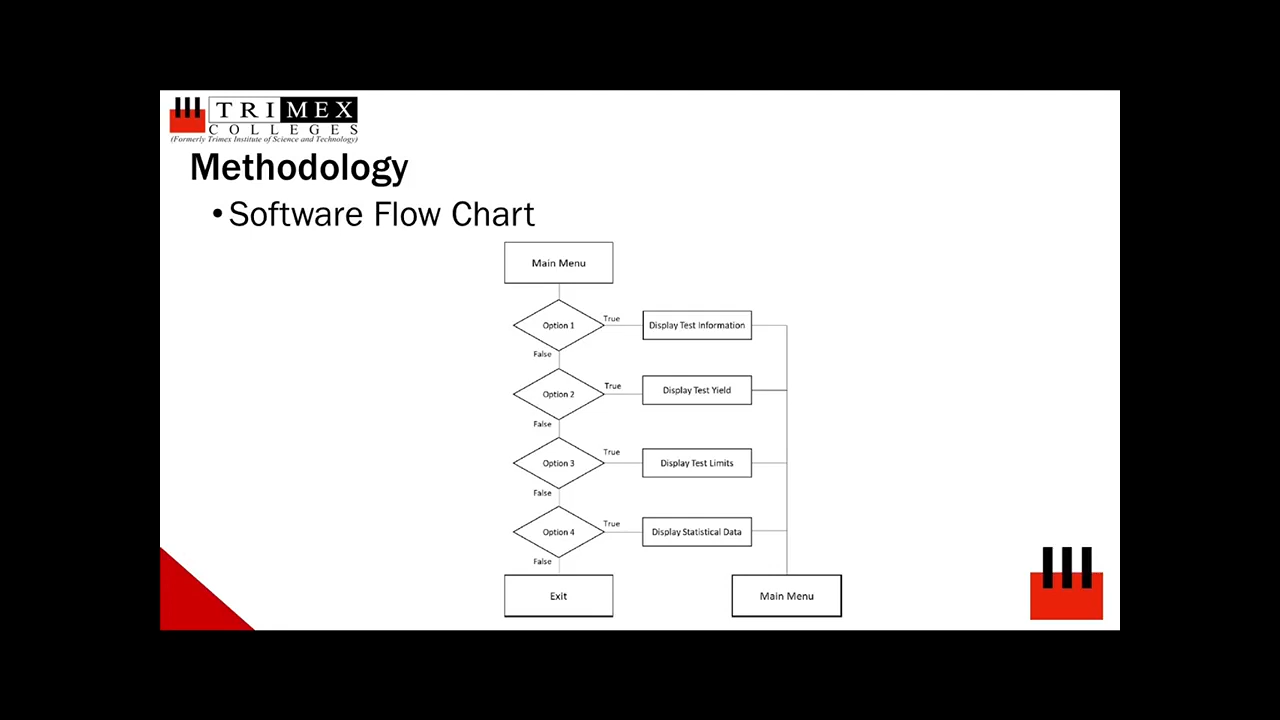 TRIMEX
COLLEGES
(Formerly Trimex Institute of Science and Technology)
Methodology
• Software Flow Chart
Main Menu
Option 1
True
Display Test Information
False
Option 2
True
Display Test Yield
False
Option 3
True
Display Test Limits
False
Option 4
True
Display Statistical Data
False
Exit
Main Menu